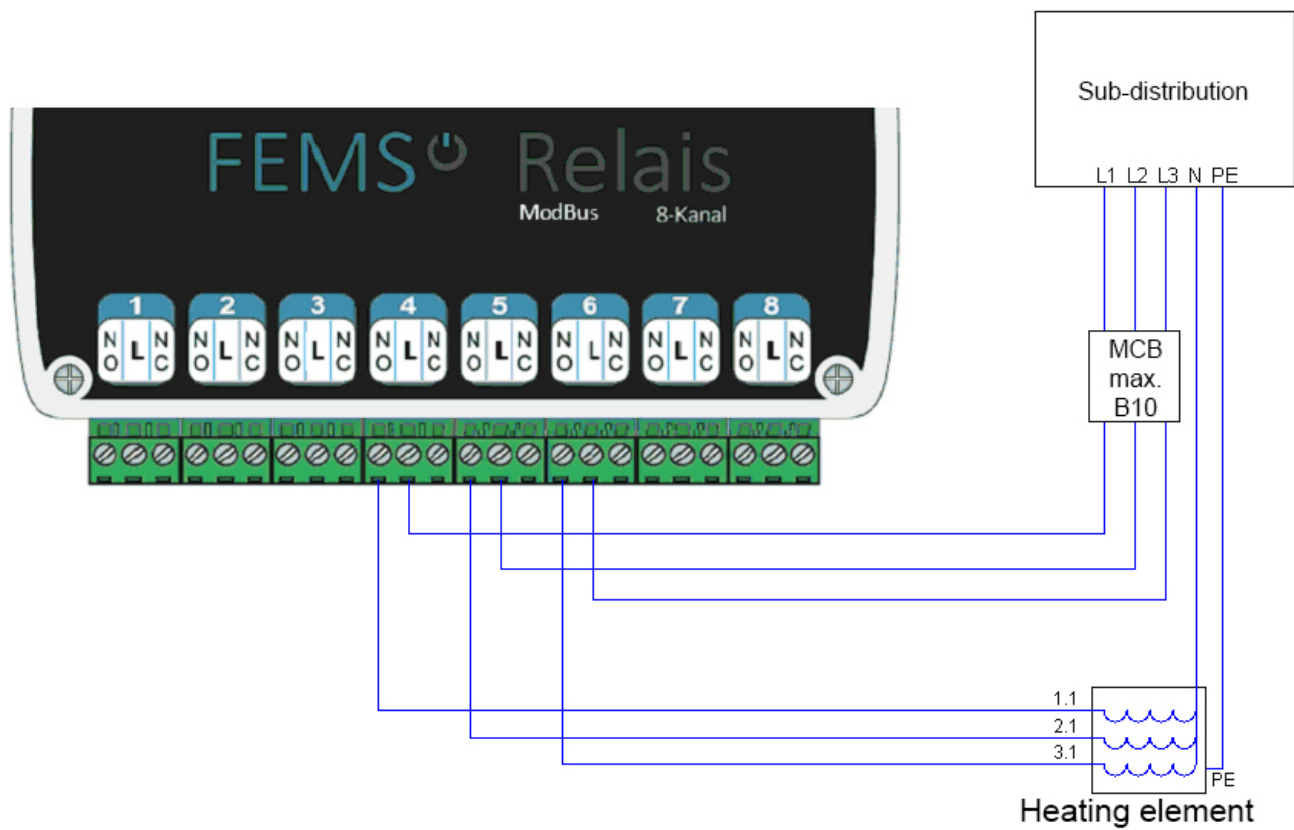 Sub-distribution
L1 L2 L3 N PE
FEMS Relais
ModBus 8-Kanal
1 2 3 4 5 6 7 8
NO L NC NO L NC NO L NC NO L NC NO L NC NO L NC NO L NC NO L NC
MCB
max.
B10
1.1
2.1
3.1
PE
Heating element